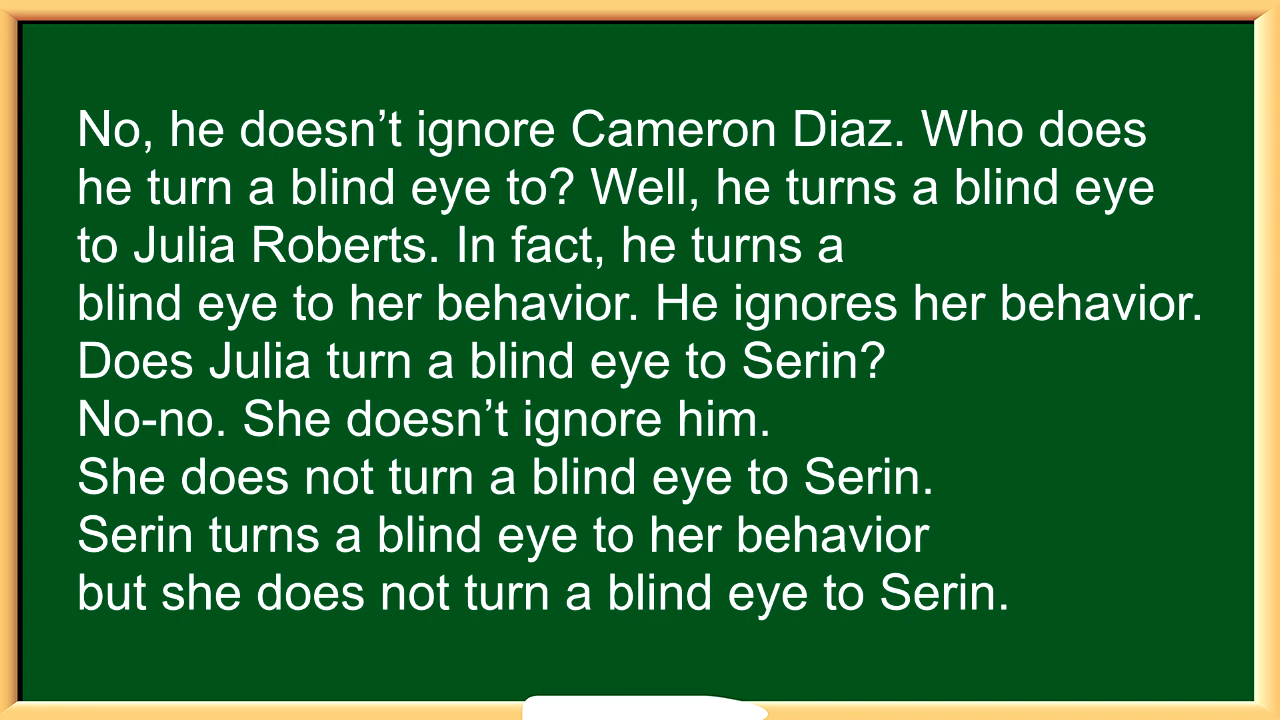 No, he doesn’t ignore Cameron Diaz. Who does
he turn a blind eye to? Well, he turns a blind eye
to Julia Roberts. In fact, he turns a
blind eye to her behavior. He ignores her behavior.
Does Julia turn a blind eye to Serin?
No-no. She doesn’t ignore him.
She does not turn a blind eye to Serin.
Serin turns a blind eye to her behavior
but she does not turn a blind eye to Serin.